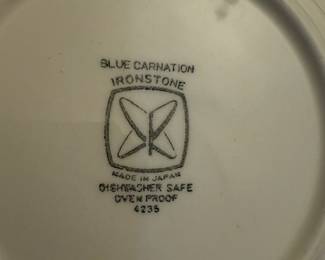 BLUE CARNATION
IRONSTONE
MADE IN JAPAN
DISHWASHER SAFE
OVEN PROOF
4235